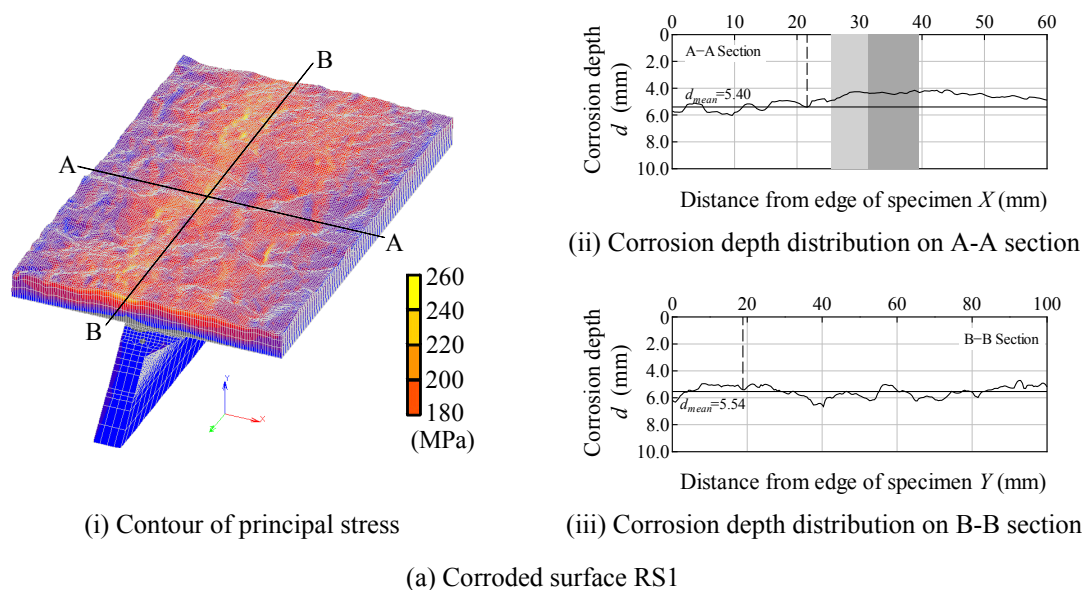 B
A
A
B
260
240
220
200
180
(MPa)
Y
X
Z
(i) Contour of principal stress
0 10 20 30 40 50 60
0
2.0
4.0
6.0
8.0
10.0
Corrosion depth
d (mm)
A−A Section
dmean=5.40
Distance from edge of specimen X (mm)
(ii) Corrosion depth distribution on A-A section
0 20 40 60 80 100
0
2.0
4.0
6.0
8.0
10.0
Corrosion depth
d (mm)
B−B Section
dmean=5.54
Distance from edge of specimen Y (mm)
(iii) Corrosion depth distribution on B-B section
(a) Corroded surface RS1